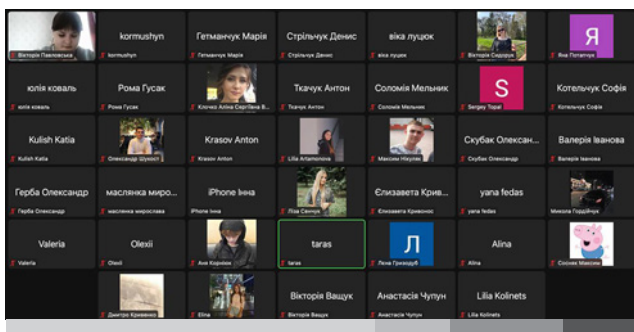 Вікторія Павловська
kormushyn
kormushyn
Гетманчук Марія
Гетманчук Марія
Стрільчук Денис
Стрільчук Денис
віка луцюк
віка луцюк
Вікторія Сидорук
Я
Яна Потапчук
юлія коваль
юлія коваль
Рома Гусак
Рома Гусак
Клочко Аліна Сергіївна В...
Ткачук Антон
Ткачук Антон
Соломія Мельник
Соломія Мельник
S
Sergey Topal
Котельчук Софія
Котельчук Софія
Kulish Katia
Kulish Katia
Олександр Шухост
Krasov Anton
Krasov Anton
Lilia Artamonova
Максим Нікулін
Скубак Олексан...
Скубак Олександр
Валерія Іванова
Валерія Іванова
Герба Олександр
Герба Олександр
маслянка миро...
маслянка мирослава
iPhone Інна
iPhone Інна
Ліза Савчук
Єлизавета Крив...
Єлизавета Кривонос
yana fedas
yana fedas
Микола Гордійчук
Valeria
Valeria
Olexii
Olexii
Аня Корніюк
taras
taras
Л
Лєна Гризодуб
Alina
Alina
Сосняк Максим
Дмитро Кривенко
Elina
Вікторія Ващук
Вікторія Ващук
Анастасія Чупун
Анастасія Чупун
Lilia Kolinets
Lilia Kolinets